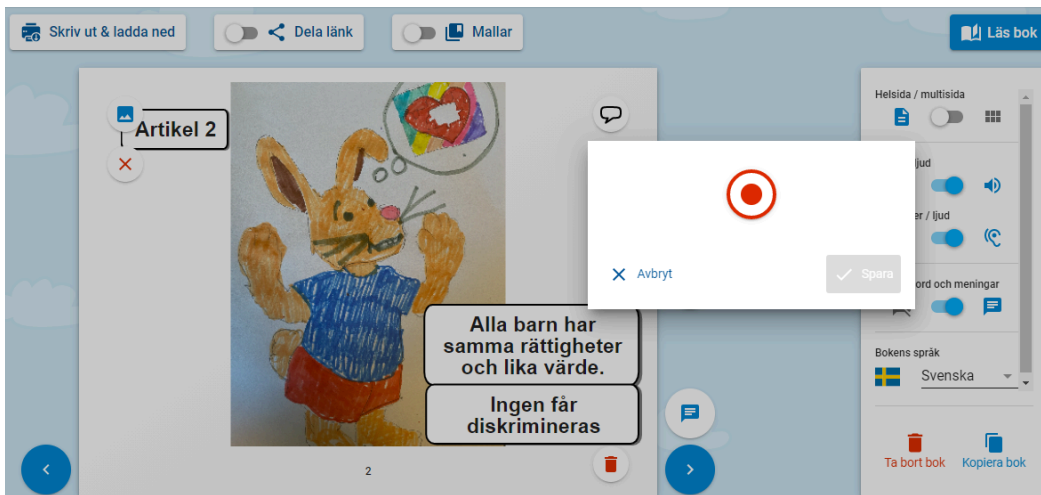 Skriv ut & ladda ned
Dela länk
Mallar
Läs bok
Artikel 2
Alla barn har
samma rättigheter
och lika värde.
Ingen får
diskrimineras
2
Avbryt
Spara
Helsida / multisida
ljud
/ ljud
ord och meningar
Bokens språk
Svenska
Ta bort bok
Kopiera bok